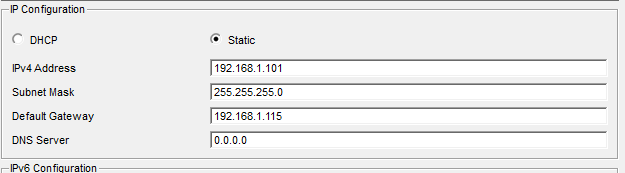 IP Configuration
DHCP Static
IPv4 Address 192.168.1.101
Subnet Mask 255.255.255.0
Default Gateway 192.168.1.115
DNS Server 0.0.0.0
IPv6 Configuration